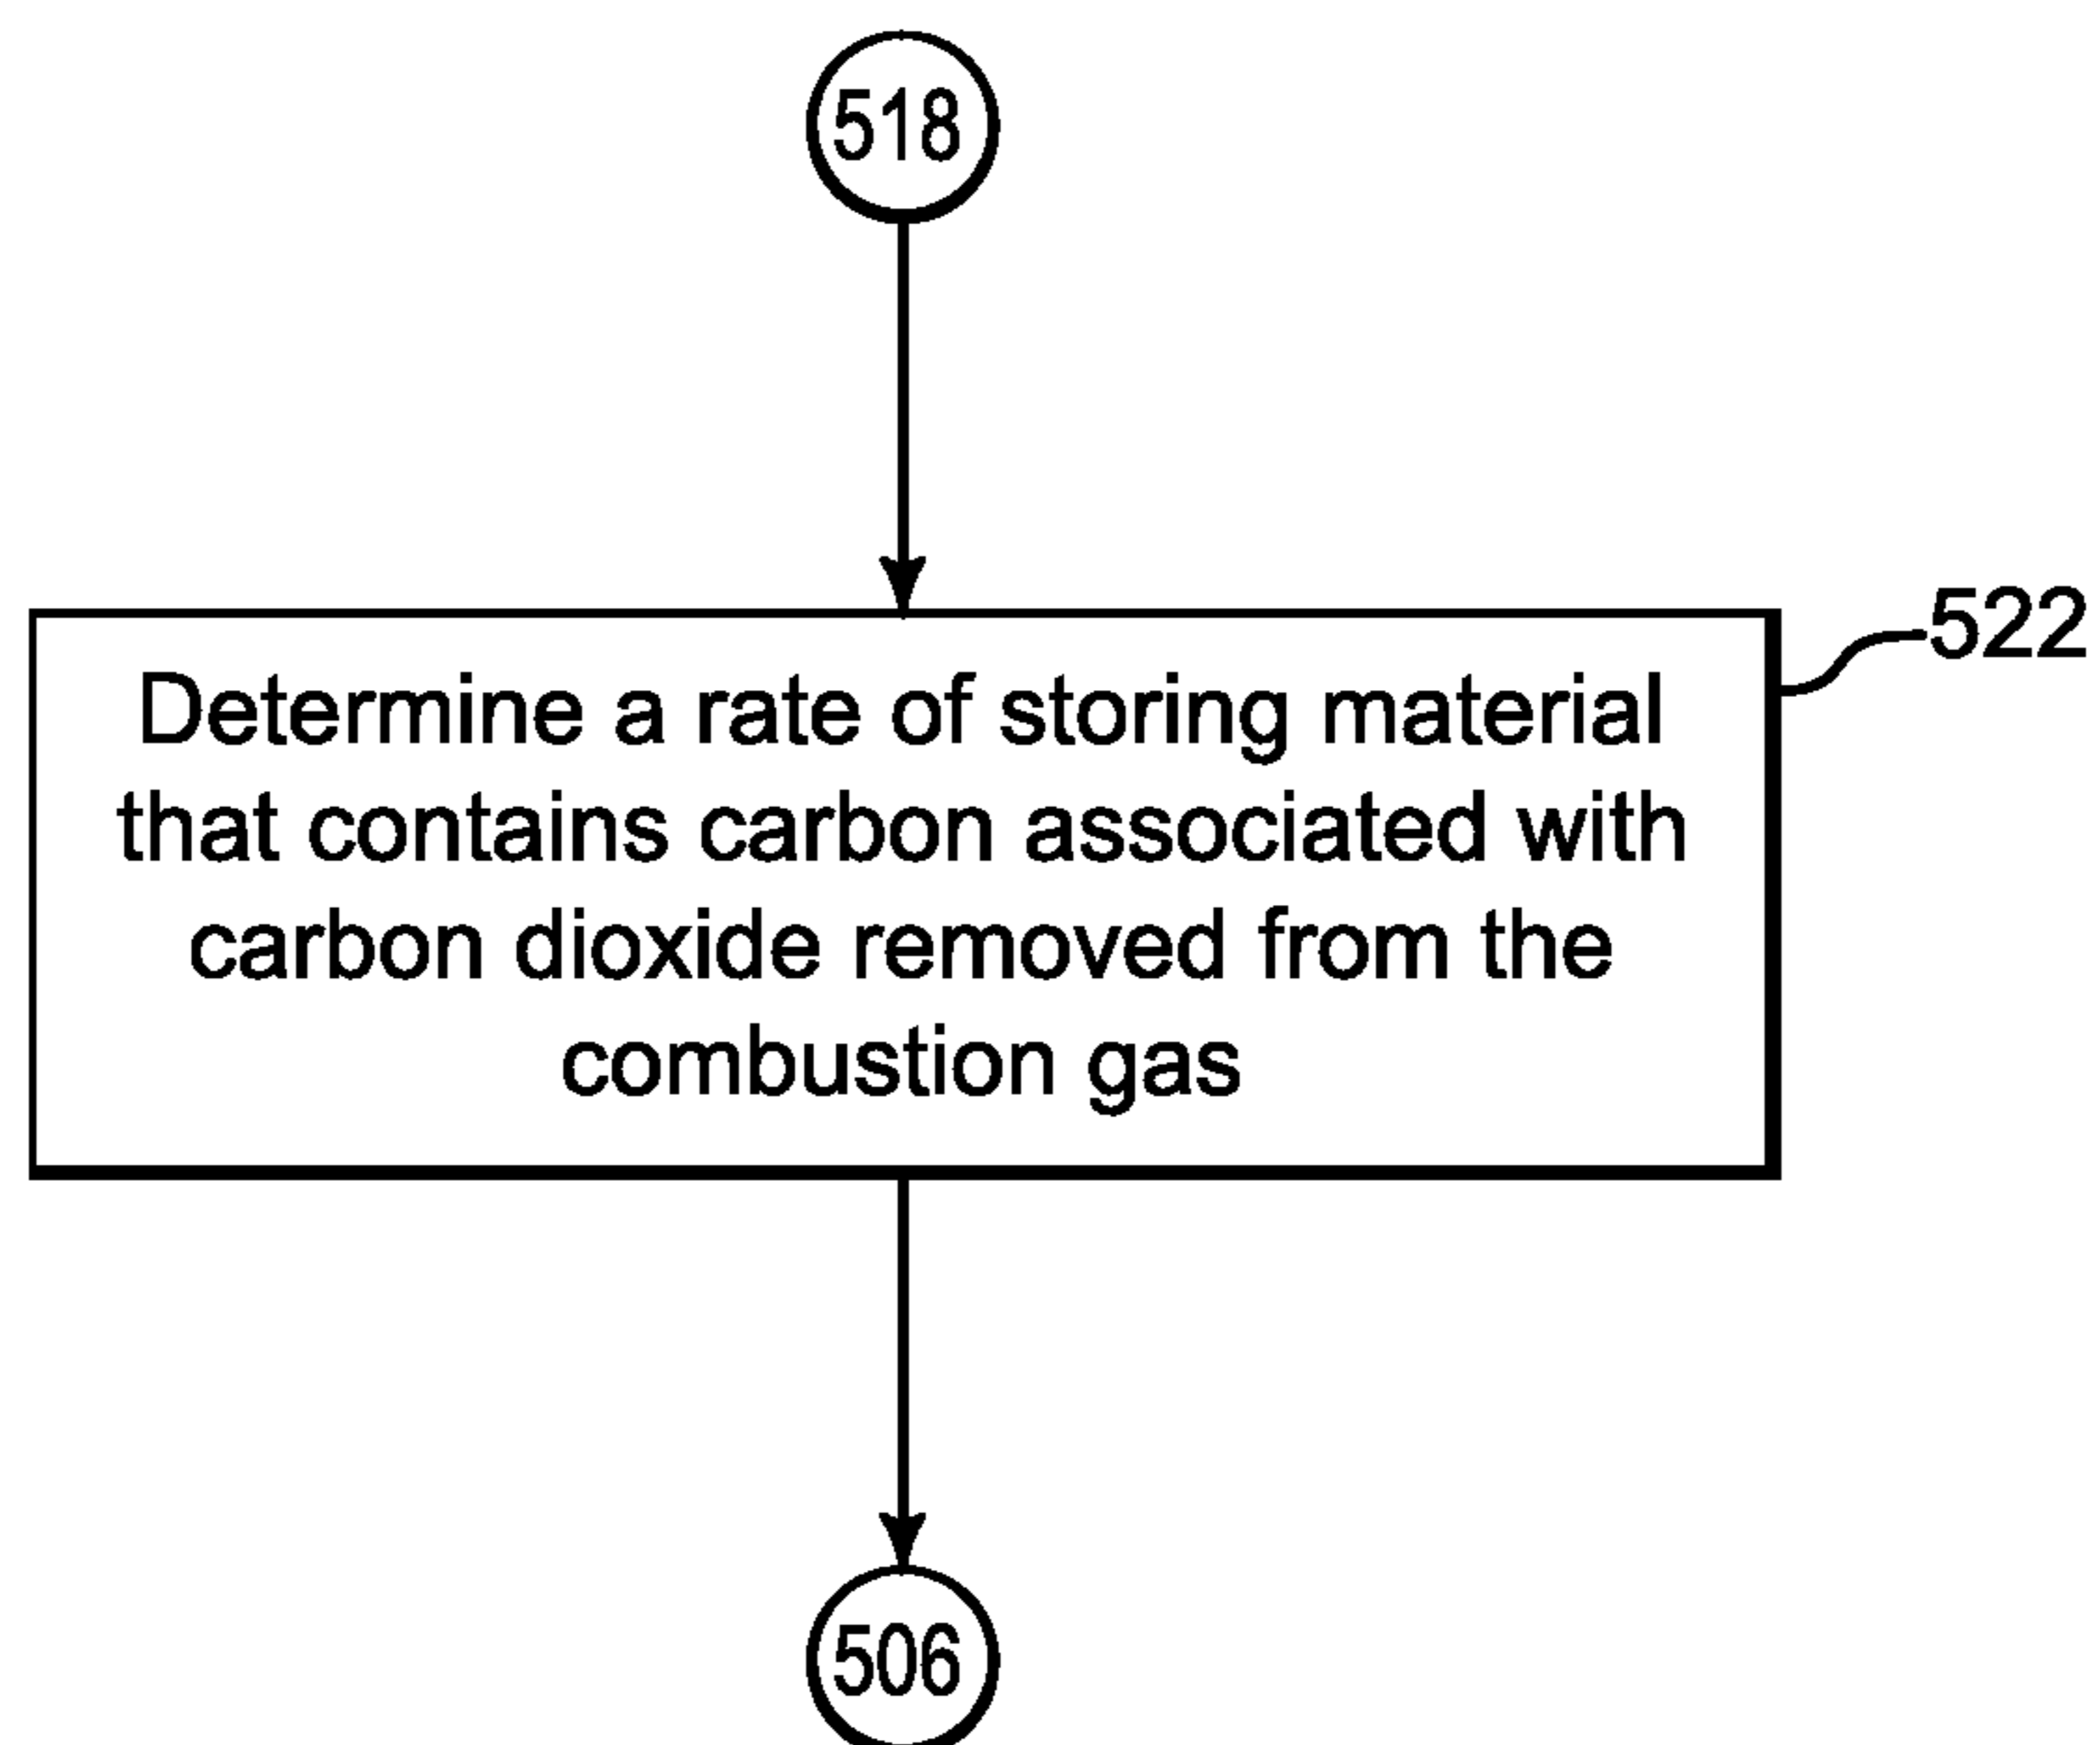 518
522
Determine a rate of storing material
that contains carbon associated with
carbon dioxide removed from the
combustion gas
506